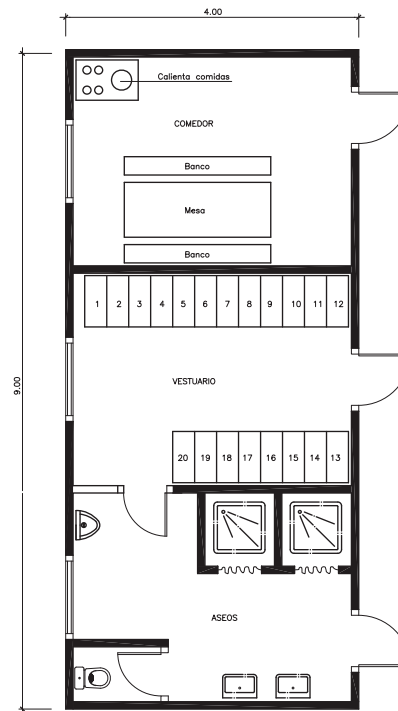 4.00
Calienta comidas
COMEDOR
Banco
Mesa
Banco
1 2 3 4 5 6 7 8 9 10 11 12
9.00
VESTUARIO
20 19 18 17 16 15 14 13
ASEOS